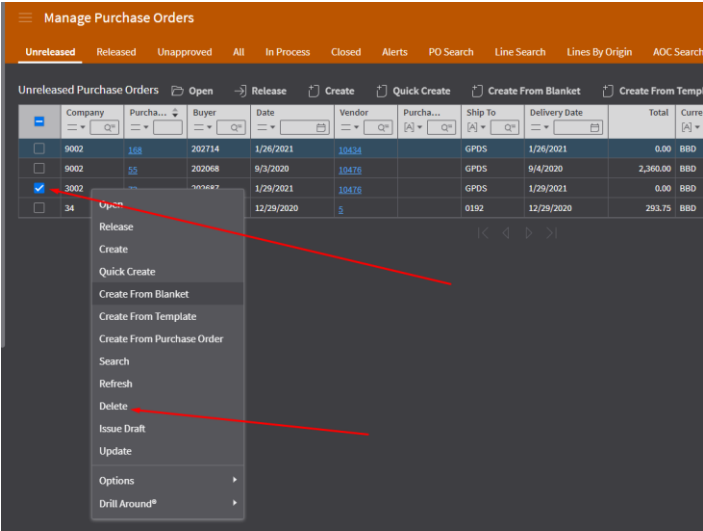 Manage Purchase Orders
Unreleased Released Unapproved All In Process Closed Alerts PO Search Line Search Lines By Origin AOC Search
Unreleased Purchase Orders Open Release Create Quick Create Create From Blanket Create From Templ
Company Purcha... Buyer Date Vendor Purcha... Ship To Delivery Date Total Curre
9002 168 202714 1/26/2021 10434 GPDS 1/26/2021 0.00 BBD
9002 55 202068 9/3/2020 10476 GPDS 9/4/2020 2,360.00 BBD
3002 202687 1/29/2021 10476 GPDS 1/29/2021 0.00 BBD
34 12/29/2020 5 0192 12/29/2020 293.75 BBD
Open
Release
Create
Quick Create
Create From Blanket
Create From Template
Create From Purchase Order
Search
Refresh
Delete
Issue Draft
Update
Options
Drill Around®